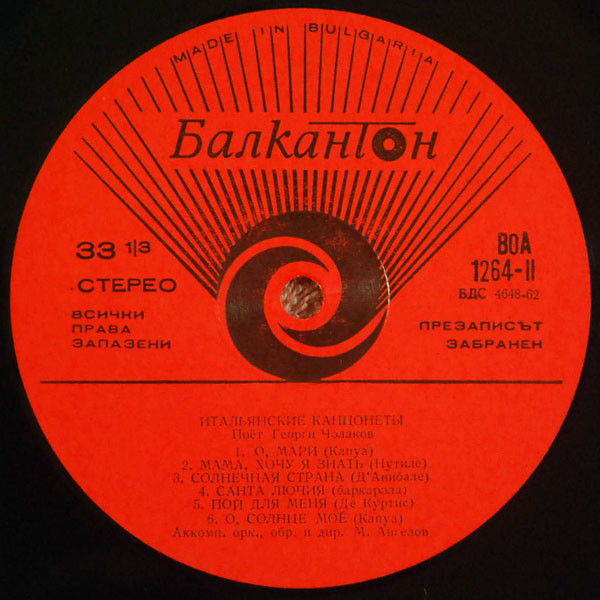 MADE IN BULGARIA
Балкантон
33 1/3
СТЕРЕО
ВСИЧКИ
ПРАВА
ЗАПАЗЕНИ
ВОА
1264-II
БДС 4648-62
ПРЕЗАПИСЪТ
ЗАБРАНЕН
ИТАЛЬЯНСКИЕ КАНЦОНЕТЫ
Поёт Георги Чолаков
1. О, МАРИ (Капуа)
2. МАМА, ХОЧУ Я ЗНАТЬ (Нутиле)
3. СОЛНЕЧНАЯ СТРАНА (Д'Анибале)
4. САНТА ЛЮЧИЯ (баркарола)
5. ПОЙ ДЛЯ МЕНЯ (Де Куртис)
6. О, СОЛНЦЕ МОЁ (Капуа)
Аккомп. орк., обр. и дир. М. Ангелов